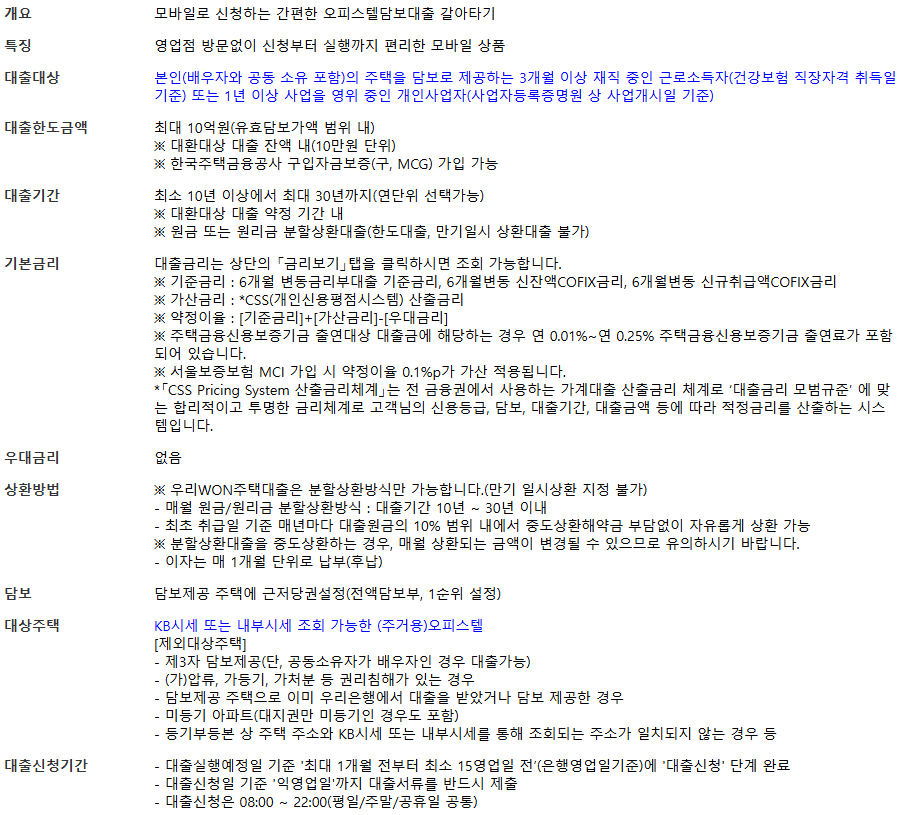 개요 모바일로 신청하는 간편한 오피스텔담보대출 갈아타기
특징 영업점 방문없이 신청부터 실행까지 편리한 모바일 상품
대출대상 본인(배우자와 공동 소유 포함)의 주택을 담보로 제공하는 3개월 이상 재직 중인 근로소득자(건강보험 직장자격 취득일
기준) 또는 1년 이상 사업을 영위 중인 개인사업자(사업자등록증명원 상 사업개시일 기준)
대출한도금액 최대 10억원(유효담보가액 범위 내)
※ 대환대상 대출 잔액 내(10만원 단위)
※ 한국주택금융공사 구입자금보증(구, MCG) 가입 가능
대출기간 최소 10년 이상에서 최대 30년까지(연단위 선택가능)
※ 대환대상 대출 약정 기간 내
※ 원금 또는 원리금 분할상환대출(한도대출, 만기일시 상환대출 불가)
기본금리 대출금리는 상단의 「금리보기」탭을 클릭하시면 조회 가능합니다.
※ 기준금리 : 6개월 변동금리부대출 기준금리, 6개월변동 신잔액COFIX금리, 6개월변동 신규취급액COFIX금리
※ 가산금리 : *CSS(개인신용평점시스템) 산출금리
※ 약정이율 : [기준금리]+[가산금리]-[우대금리]
※ 주택금융신용보증기금 출연대상 대출금에 해당하는 경우 연 0.01%~연 0.25% 주택금융신용보증기금 출연료가 포함
되어 있습니다.
※ 서울보증보험 MCI 가입 시 약정이율 0.1%p가 가산 적용됩니다.
*「CSS Pricing System 산출금리체계」는 전 금융권에서 사용하는 가계대출 산출금리 체계로 ‘대출금리 모범규준’ 에 맞
는 합리적이고 투명한 금리체계로 고객님의 신용등급, 담보, 대출기간, 대출금액 등에 따라 적정금리를 산출하는 시스
템입니다.
우대금리 없음
상환방법 ※ 우리WON주택대출은 분할상환방식만 가능합니다.(만기 일시상환 지정 불가)
- 매월 원금/원리금 분할상환방식 : 대출기간 10년 ~ 30년 이내
- 최초 취급일 기준 매년마다 대출원금의 10% 범위 내에서 중도상환해약금 부담없이 자유롭게 상환 가능
※ 분할상환대출을 중도상환하는 경우, 매월 상환되는 금액이 변경될 수 있으므로 유의하시기 바랍니다.
- 이자는 매 1개월 단위로 납부(후납)
담보 담보제공 주택에 근저당권설정(전액담보부, 1순위 설정)
대상주택 KB시세 또는 내부시세 조회 가능한 (주거용)오피스텔
[제외대상주택]
- 제3자 담보제공(단, 공동소유자가 배우자인 경우 대출가능)
- (가)압류, 가등기, 가처분 등 권리침해가 있는 경우
- 담보제공 주택으로 이미 우리은행에서 대출을 받았거나 담보 제공한 경우
- 미등기 아파트(대지권만 미등기인 경우도 포함)
- 등기부등본 상 주택 주소와 KB시세 또는 내부시세를 통해 조회되는 주소가 일치되지 않는 경우 등
대출신청기간 - 대출실행예정일 기준 '최대 1개월 전부터 최소 15영업일 전'(은행영업일기준)에 '대출신청' 단계 완료
- 대출신청일 기준 '익영업일'까지 대출서류를 반드시 제출
- 대출신청은 08:00 ~ 22:00(평일/주말/공휴일 공통)